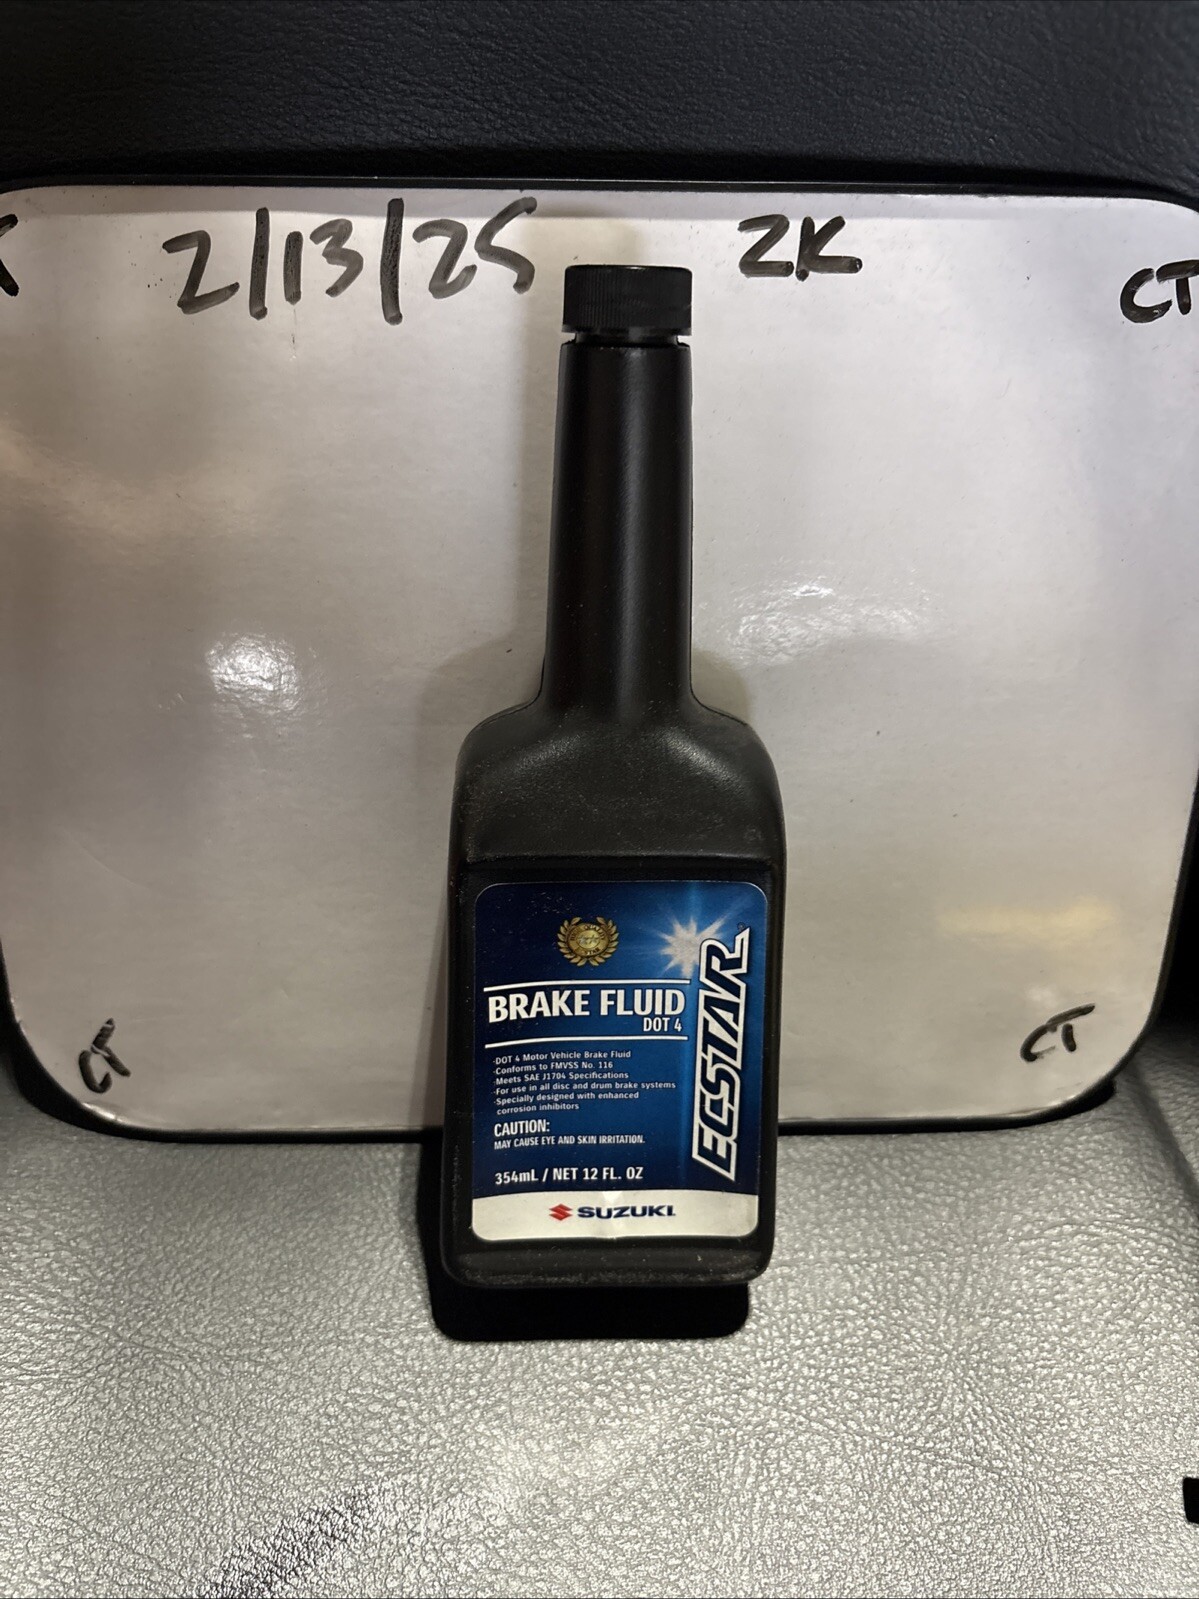 2/13/25
2K
CT
BRAKE FLUID
DOT 4
ECSTAR
·DOT 4 Motor Vehicle Brake Fluid
·Conforms to FMVSS No. 116
·Meets SAE J1704 Specifications
·For use in all disc and drum brake systems
·Specially designed with enhanced
corrosion inhibitors
CAUTION:
MAY CAUSE EYE AND SKIN IRRITATION.
354mL / NET 12 FL. OZ
SUZUKI
CT
CT